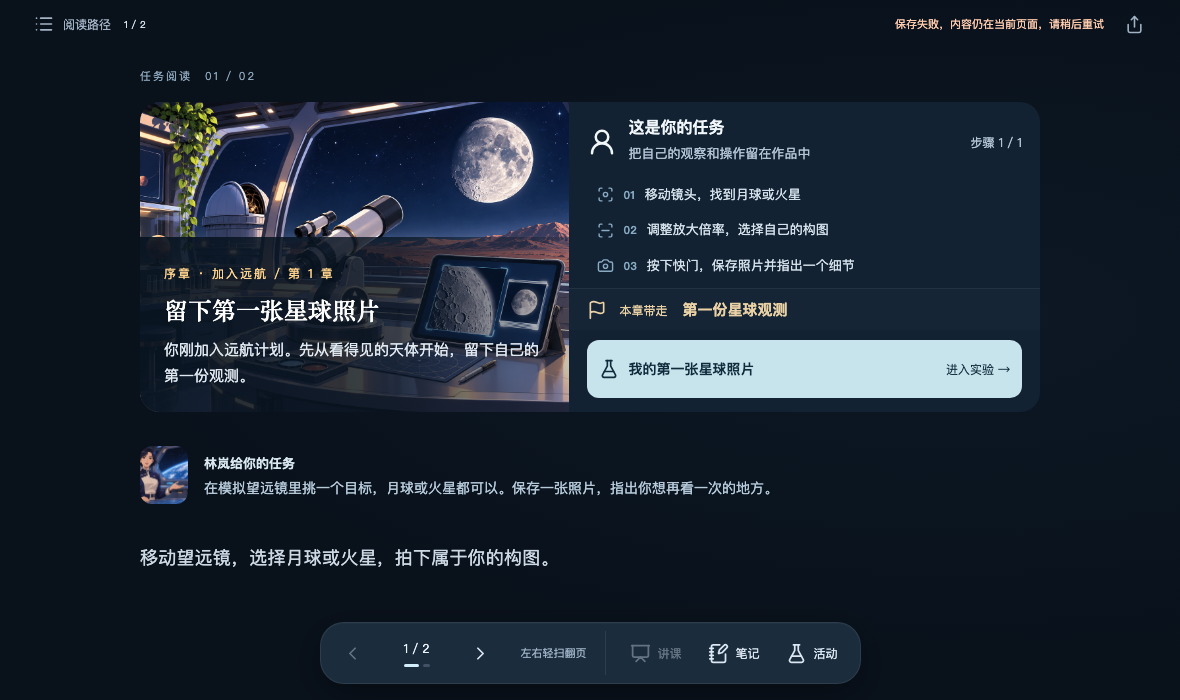 阅读路径 1 / 2
保存失败，内容仍在当前页面，请稍后重试
任务阅读 01 / 02
序章 · 加入远航 / 第 1 章
留下第一张星球照片
你刚加入远航计划。先从看得见的天体开始，留下自己的
第一份观测。
这是你的任务
把自己的观察和操作留在作品中
步骤 1 / 1
01 移动镜头，找到月球或火星
02 调整放大倍率，选择自己的构图
03 按下快门，保存照片并指出一个细节
本章带走 第一份星球观测
我的第一张星球照片
进入实验 →
林岚给你的任务
在模拟望远镜里挑一个目标，月球或火星都可以。保存一张照片，指出你想再看一次的地方。
移动望远镜，选择月球或火星，拍下属于你的构图。
1 / 2
左右轻扫翻页
讲课
笔记
活动